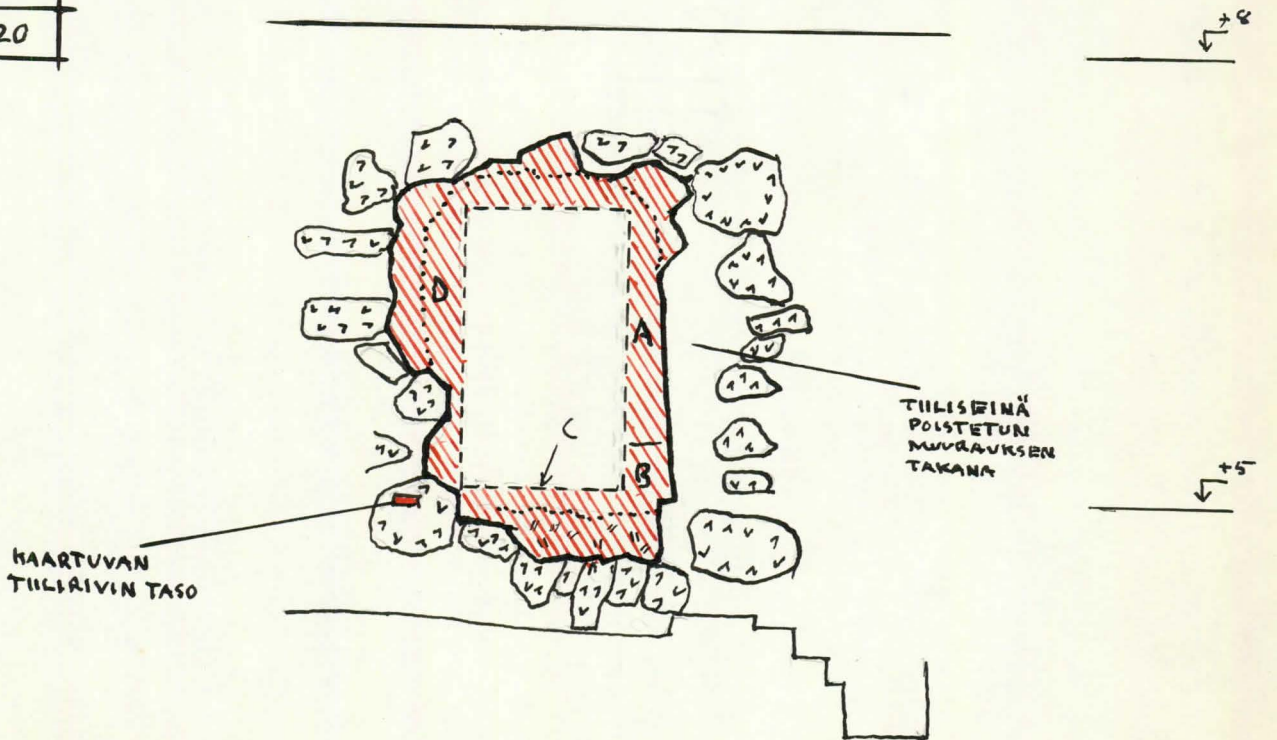 20
+8
D
A
C
B
TIILISEINÄ
POISTETUN
MUURAUKSEN
TAKANA
+5
KAARTUVAN
TIILIRIVIN TASO